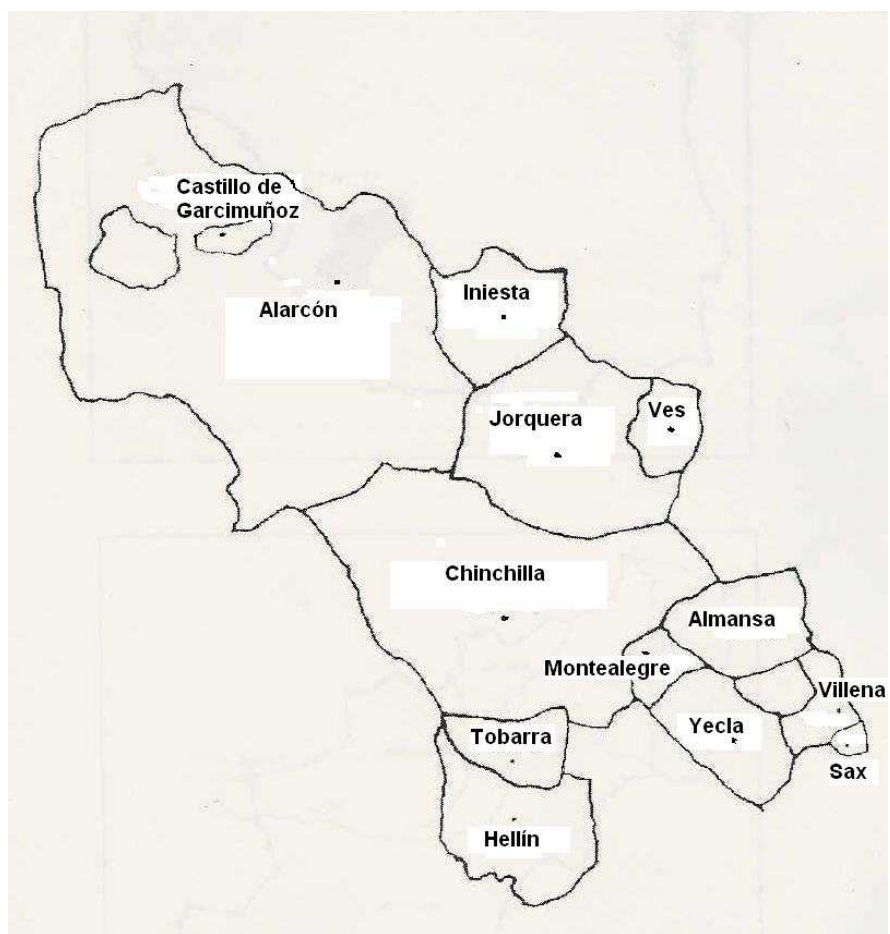 Castillo de
Garcimuñoz
Iniesta
Alarcón
Jorquera
Ves
Chinchilla
Almansa
Montealegre
Villena
Yecla
Tobarra
Sax
Hellín